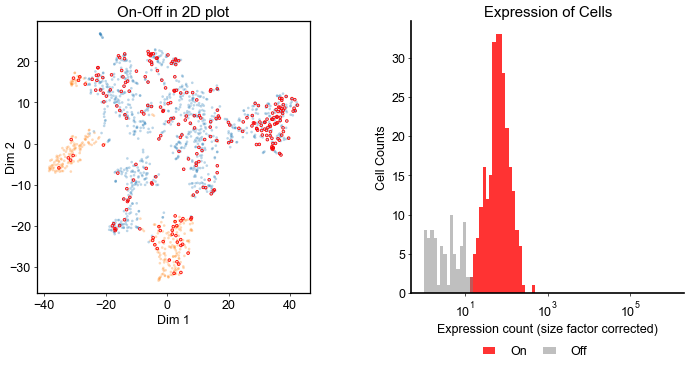 On-Off in 2D plot
Dim 2
20
10
0
−10
−20
−30
−40 −20 0 20 40
Dim 1
Expression of Cells
Cell Counts
35
30
25
20
15
10
5
0
10^1 10^3 10^5
Expression count (size factor corrected)
On Off